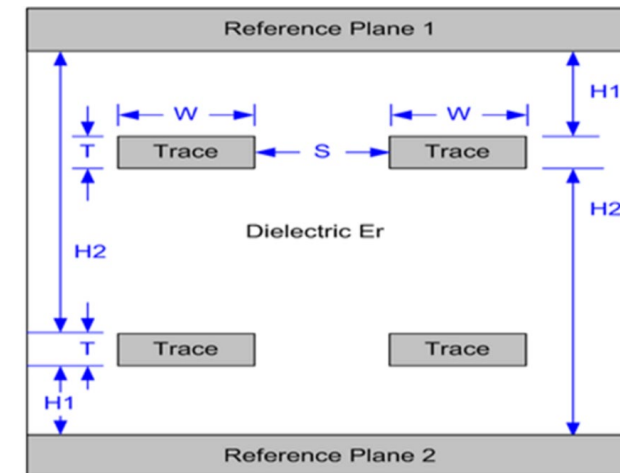 Reference Plane 1
H1
W W
T Trace S Trace
H2
Dielectric Er
H2
T Trace Trace
H1
Reference Plane 2